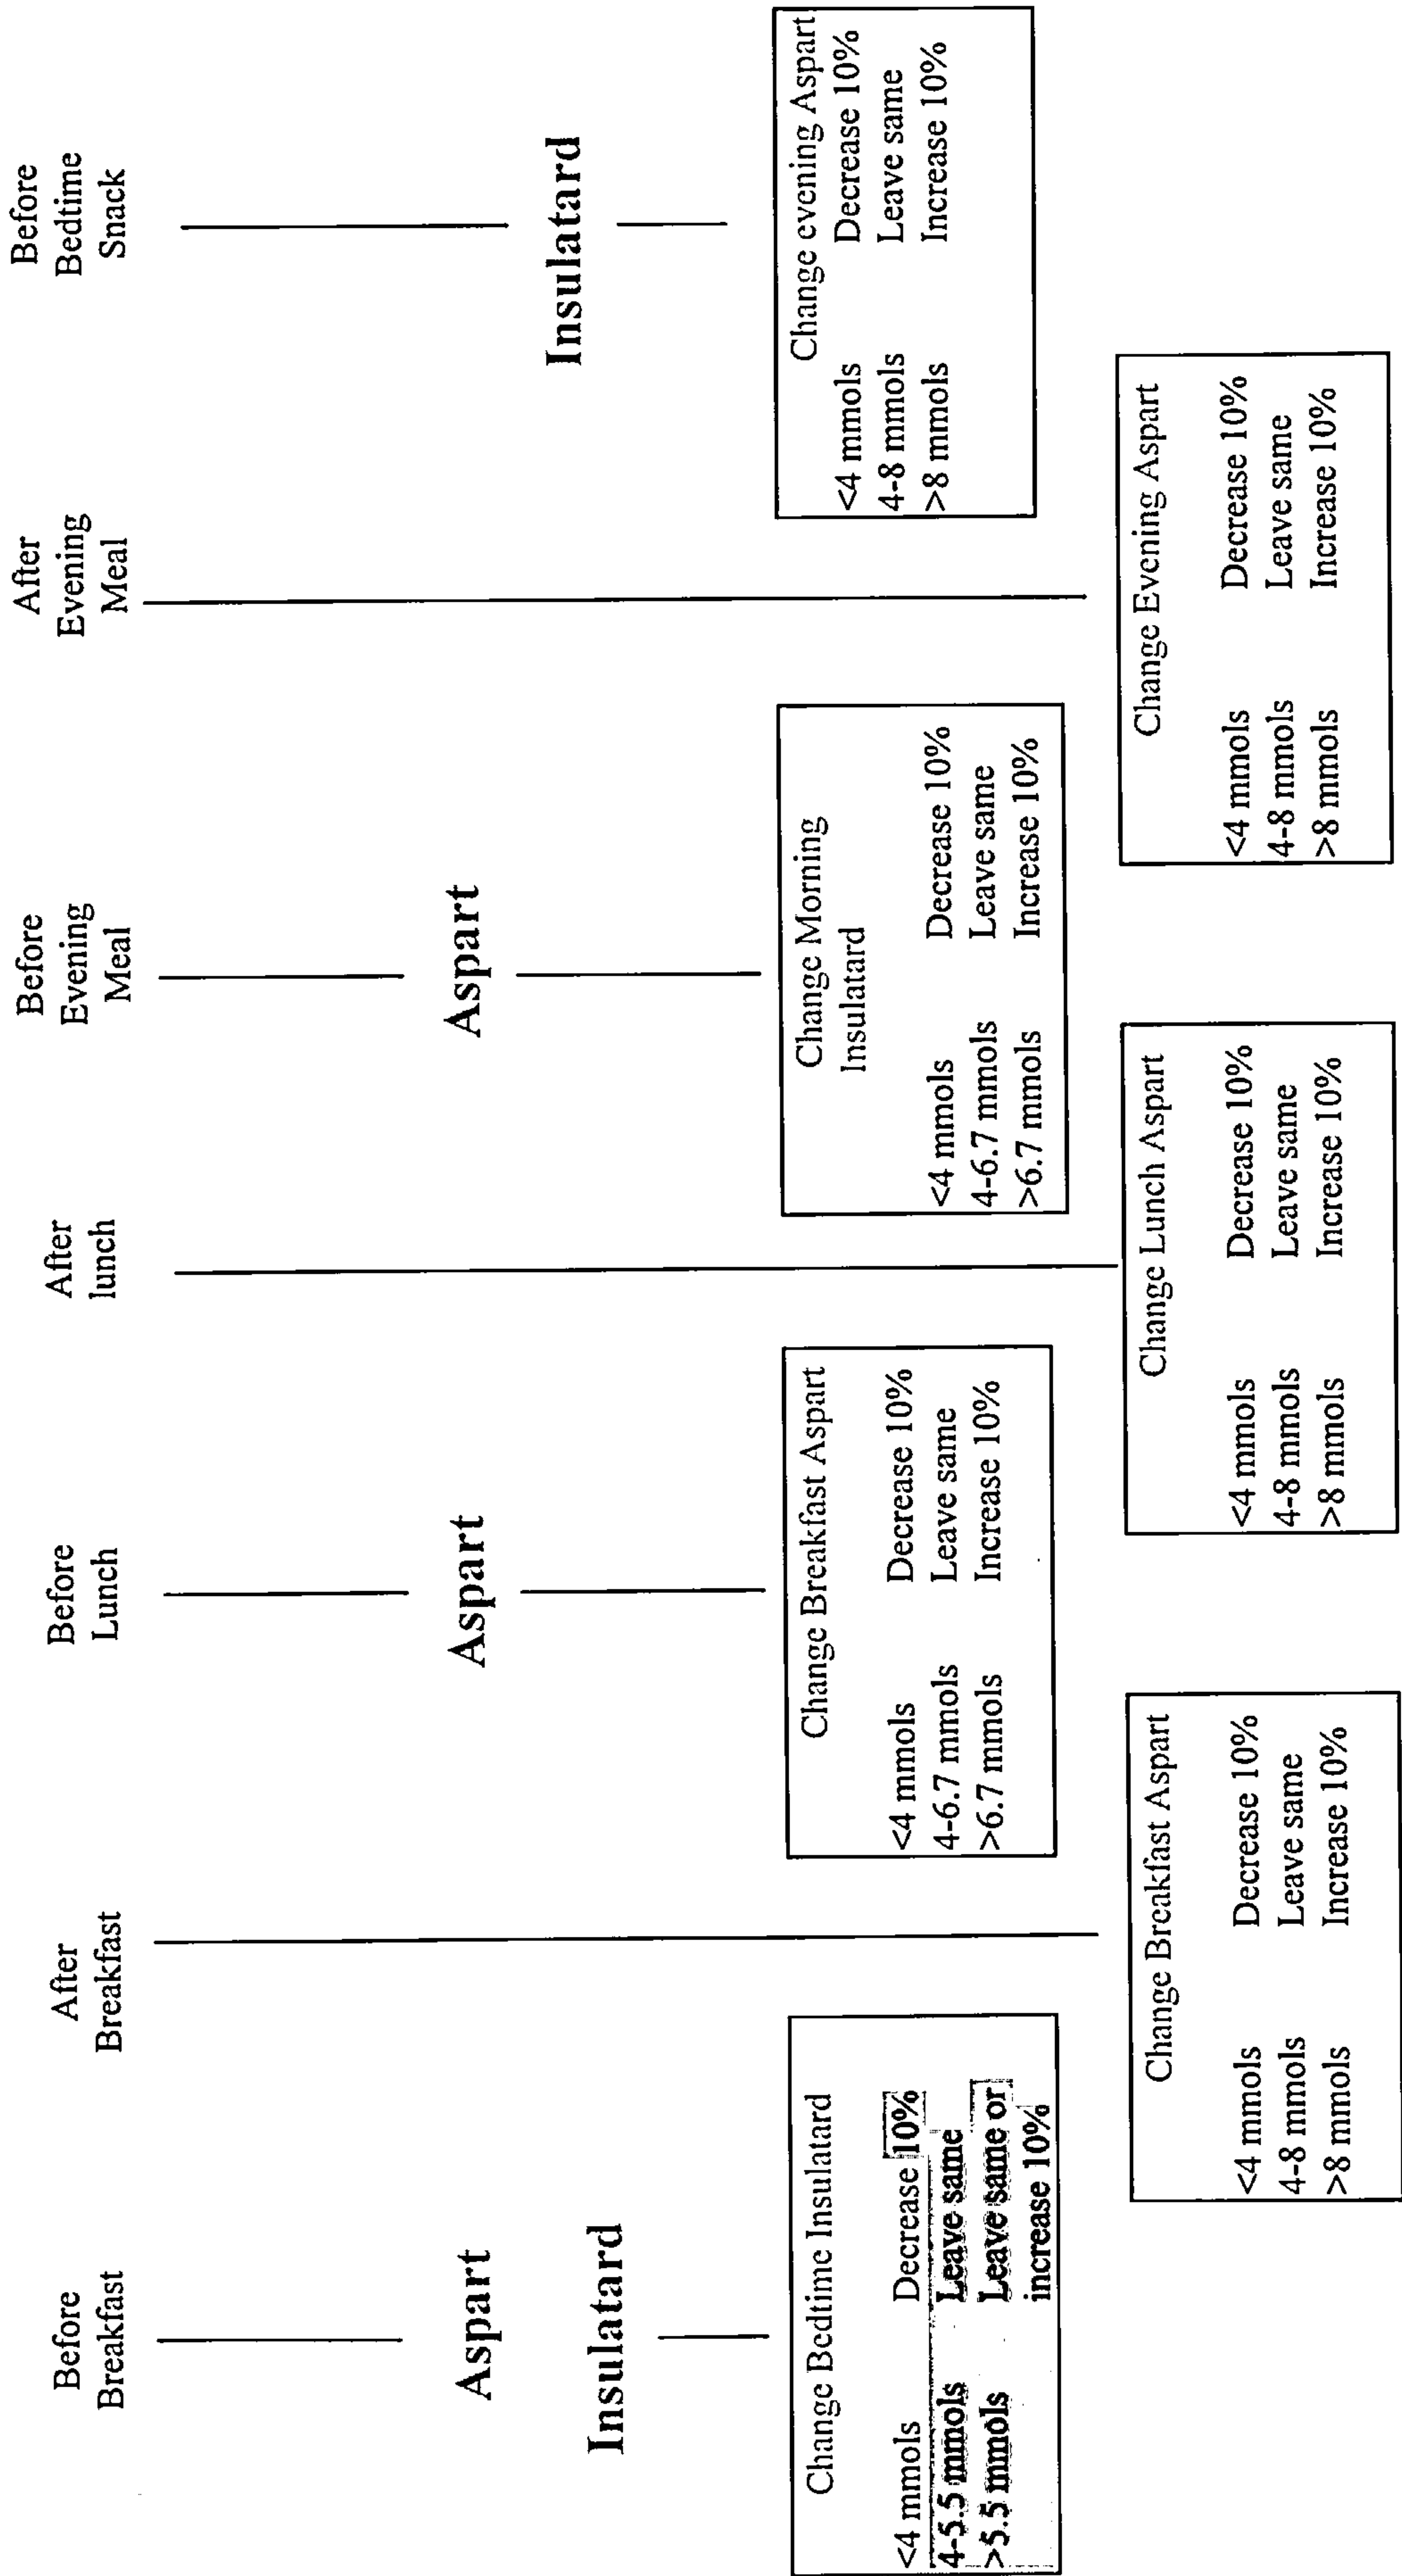 Before
Breakfast
After
Breakfast
Before
Lunch
After
lunch
Before
Evening
Meal
After
Evening
Meal
Before
Bedtime
Snack
Aspart
Insulatard
Aspart
Aspart
Insulatard
Change Bedtime Insulatard
<4 mmols Decrease 10%
4-5.5 mmols Leave same
>5.5 mmols Leave same or
increase 10%
Change Breakfast Aspart
<4 mmols Decrease 10%
4-6.7 mmols Leave same
>6.7 mmols Increase 10%
Change Morning
Insulatard
<4 mmols Decrease 10%
4-6.7 mmols Leave same
>6.7 mmols Increase 10%
Change evening Aspart
<4 mmols Decrease 10%
4-8 mmols Leave same
>8 mmols Increase 10%
Change Breakfast Aspart
<4 mmols Decrease 10%
4-8 mmols Leave same
>8 mmols Increase 10%
Change Lunch Aspart
<4 mmols Decrease 10%
4-8 mmols Leave same
>8 mmols Increase 10%
Change Evening Aspart
<4 mmols Decrease 10%
4-8 mmols Leave same
>8 mmols Increase 10%